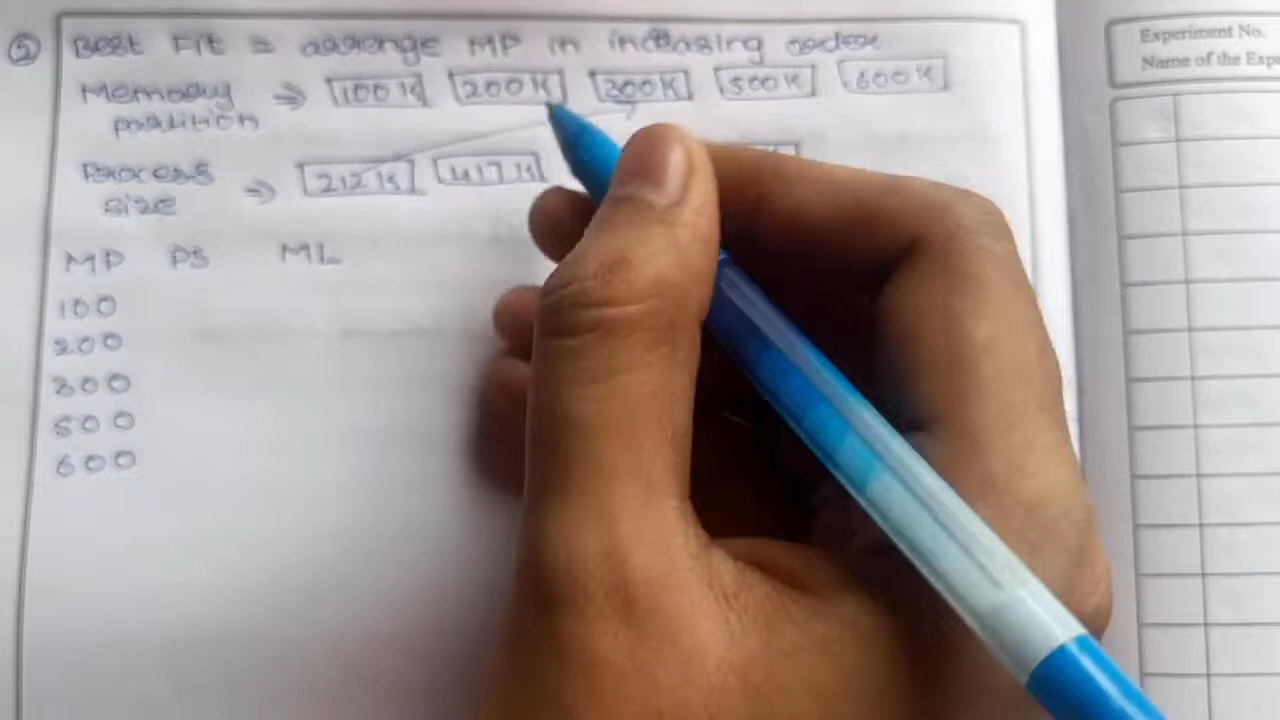 ② Best Fit = arrange MP in increasing order
Memory partition ⇒ 100K 200K 300K 500K 600K
Process size ⇒ 212K 417K
MP PS ML
100
200
300
500
600
Experiment No.
Name of the Expe